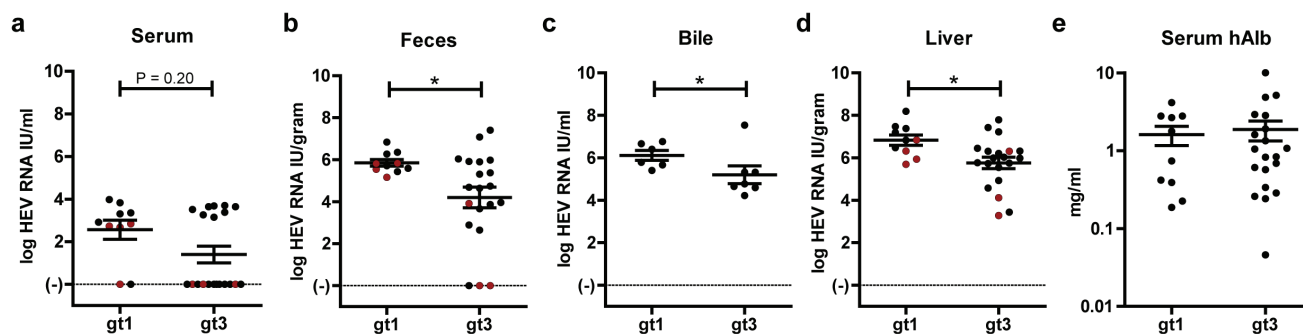 a
Serum
log HEV RNA IU/ml
10
8
6
4
2
(-)
P = 0.20
gt1 gt3
b
Feces
log HEV RNA IU/gram
10
8
6
4
2
(-)
*
gt1 gt3
c
Bile
log HEV RNA IU/ml
10
8
6
4
2
(-)
*
gt1 gt3
d
Liver
log HEV RNA IU/gram
10
8
6
4
2
(-)
*
gt1 gt3
e
Serum hAlb
mg/ml
10
1
0.1
0.01
gt1 gt3